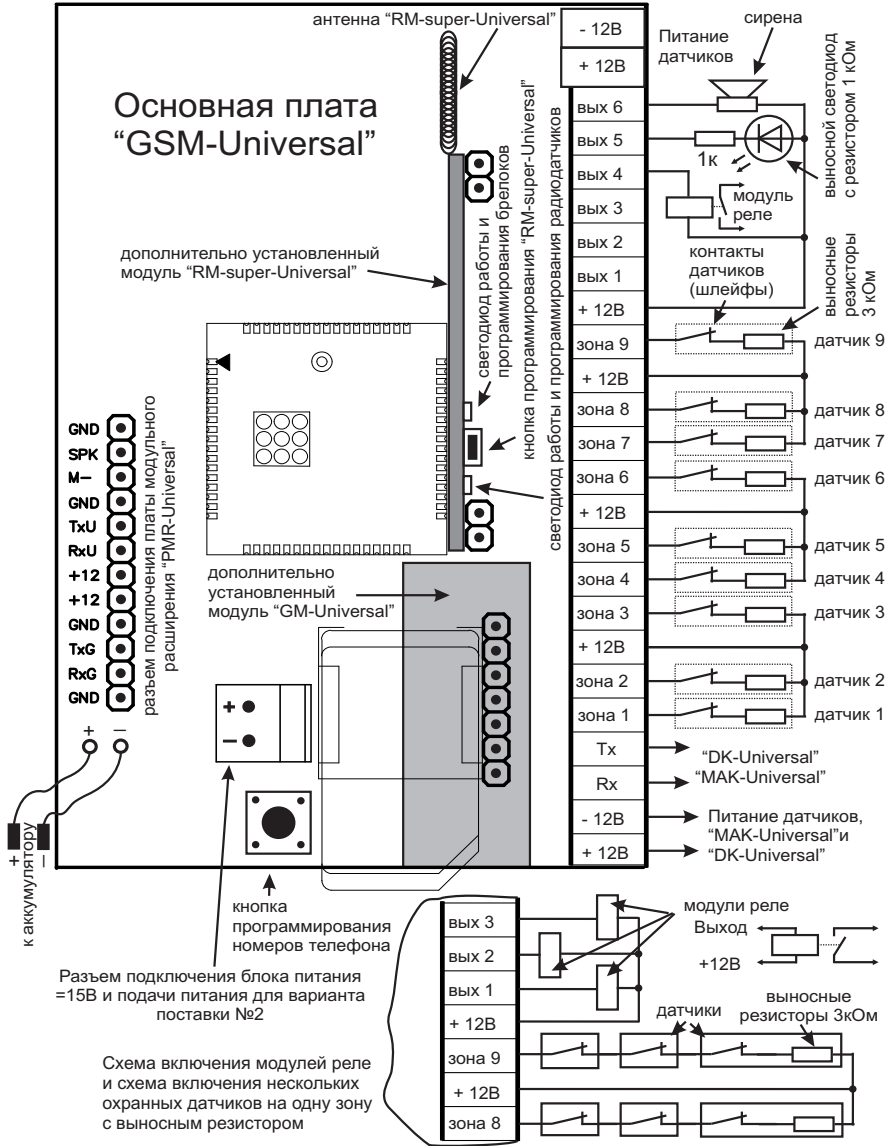 антенна “RM-super-Universal”
Основная плата
“GSM-Universal”
дополнительно установленный
модуль “RM-super-Universal”
светодиод работы и
программирования брелоков
кнопка программирования “RM-super-Universal”
светодиод работы и программирования радиодатчиков
GND
SPK
M–
GND
TxU
RxU
+12
+12
GND
TxG
RxG
GND
разъем подключения платы модульного
расширения “PMR-Universal”
+
–
+
–
к аккумулятору
дополнительно
установленный
модуль “GM-Universal”
+
–
кнопка
программирования
номеров телефона
Разъем подключения блока питания
=15В и подачи питания для варианта
поставки №2
- 12В
+ 12В
вых 6
вых 5
вых 4
вых 3
вых 2
вых 1
+ 12В
зона 9
+ 12В
зона 8
зона 7
зона 6
+ 12В
зона 5
зона 4
зона 3
+ 12В
зона 2
зона 1
Tx
Rx
- 12В
+ 12В
Питание
датчиков
сирена
1к
выносной светодиод
с резистором 1 кОм
модуль
реле
контакты
датчиков
(шлейфы)
выносные
резисторы
3 кОм
датчик 9
датчик 8
датчик 7
датчик 6
датчик 5
датчик 4
датчик 3
датчик 2
датчик 1
“DK-Universal”
“MAK-Universal”
Питание датчиков,
“MAK-Universal”и
“DK-Universal”
вых 3
вых 2
вых 1
+ 12В
зона 9
+ 12В
зона 8
модули реле
Выход
+12В
датчики
выносные
резисторы 3кОм
Схема включения модулей реле
и схема включения нескольких
охранных датчиков на одну зону
с выносным резистором